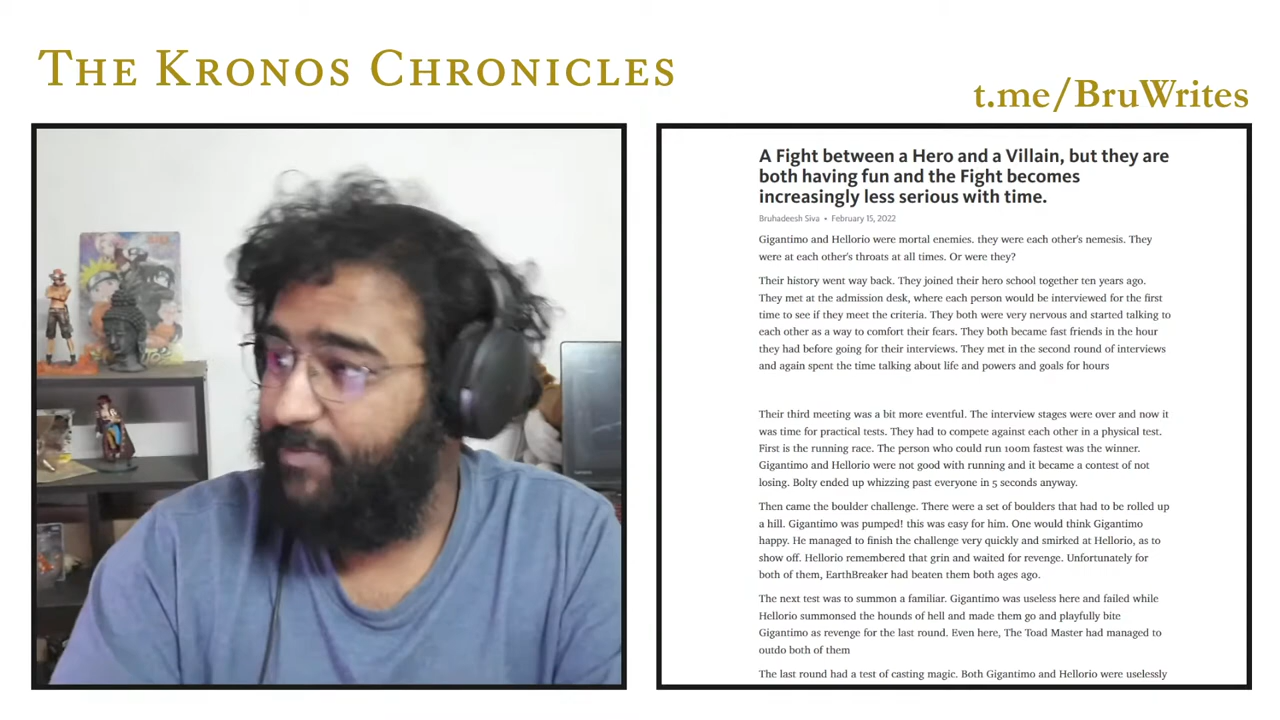 THE KRONOS CHRONICLES
t.me/BruWrites
A Fight between a Hero and a Villain, but they are
both having fun and the Fight becomes
increasingly less serious with time.
Bruhadeesh Siva • February 15, 2022
Gigantimo and Hellorio were mortal enemies. they were each other's nemesis. They
were at each other's throats at all times. Or were they?
Their history went way back. They joined their hero school together ten years ago.
They met at the admission desk, where each person would be interviewed for the first
time to see if they meet the criteria. They both were very nervous and started talking to
each other as a way to comfort their fears. They both became fast friends in the hour
they had before going for their interviews. They met in the second round of interviews
and again spent the time talking about life and powers and goals for hours
Their third meeting was a bit more eventful. The interview stages were over and now it
was time for practical tests. They had to compete against each other in a physical test.
First is the running race. The person who could run 100m fastest was the winner.
Gigantimo and Hellorio were not good with running and it became a contest of not
losing. Bolty ended up whizzing past everyone in 5 seconds anyway.
Then came the boulder challenge. There were a set of boulders that had to be rolled up
a hill. Gigantimo was pumped! this was easy for him. One would think Gigantimo
happy. He managed to finish the challenge very quickly and smirked at Hellorio, as to
show off. Hellorio remembered that grin and waited for revenge. Unfortunately for
both of them, EarthBreaker had beaten them both ages ago.
The next test was to summon a familiar. Gigantimo was useless here and failed while
Hellorio summonsed the hounds of hell and made them go and playfully bite
Gigantimo as revenge for the last round. Even here, The Toad Master had managed to
outdo both of them
The last round had a test of casting magic. Both Gigantimo and Hellorio were uselessly